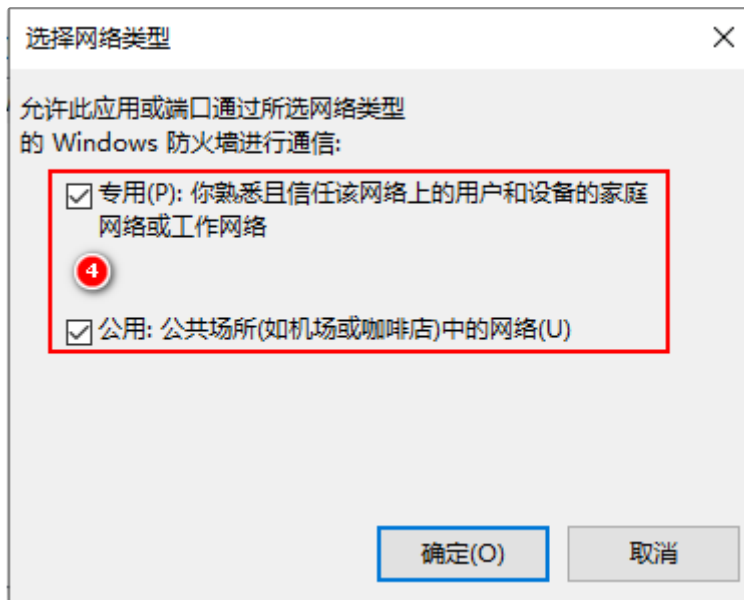 选择网络类型
允许此应用或端口通过所选网络类型
的 Windows 防火墙进行通信:
专用(P): 你熟悉且信任该网络上的用户和设备的家庭
网络或工作网络
4
公用: 公共场所(如机场或咖啡店)中的网络(U)
确定(O)
取消